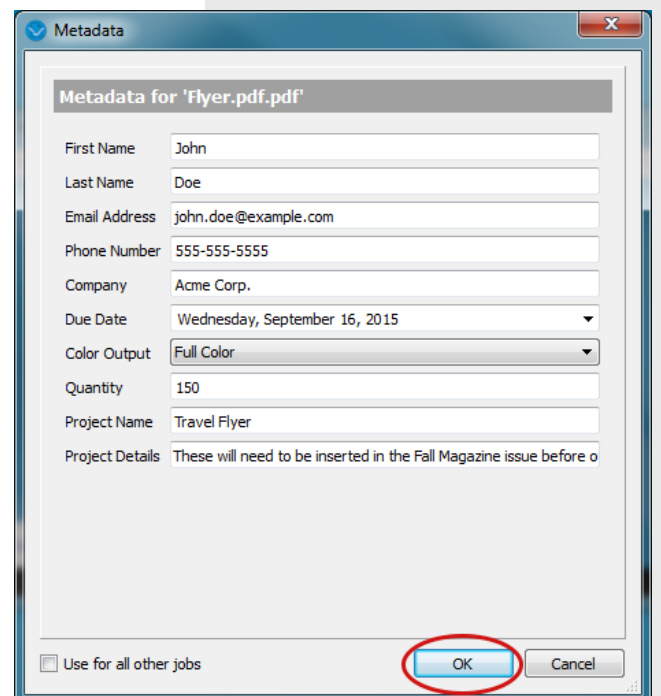 Metadata
Metadata for 'Flyer.pdf.pdf'
First Name John
Last Name Doe
Email Address john.doe@example.com
Phone Number 555-555-5555
Company Acme Corp.
Due Date Wednesday, September 16, 2015
Color Output Full Color
Quantity 150
Project Name Travel Flyer
Project Details These will need to be inserted in the Fall Magazine issue before o
Use for all other jobs OK Cancel